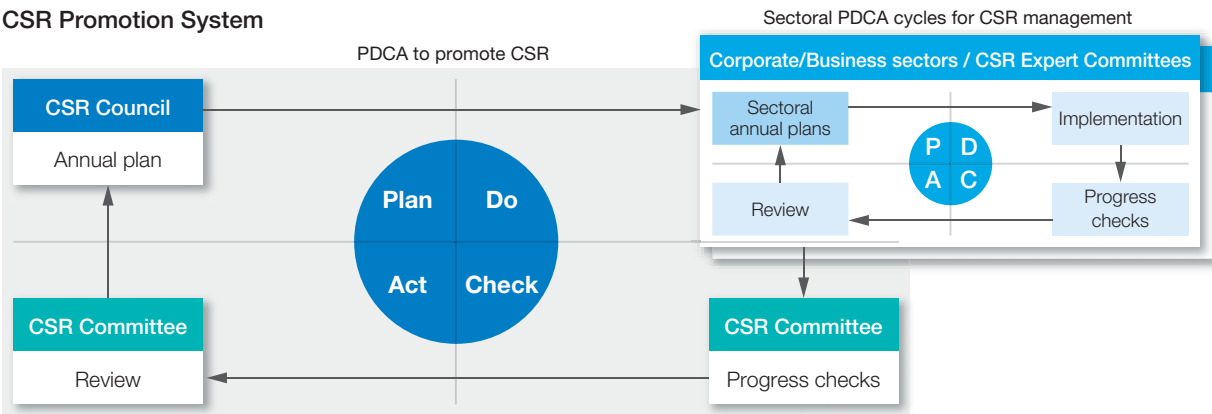 CSR Promotion System
Sectoral PDCA cycles for CSR management
PDCA to promote CSR
Corporate/Business sectors / CSR Expert Committees
CSR Council
Annual plan
Sectoral
annual plans
Implementation
P D
A C
Review
Progress
checks
Plan Do
Act Check
CSR Committee
Review
CSR Committee
Progress checks